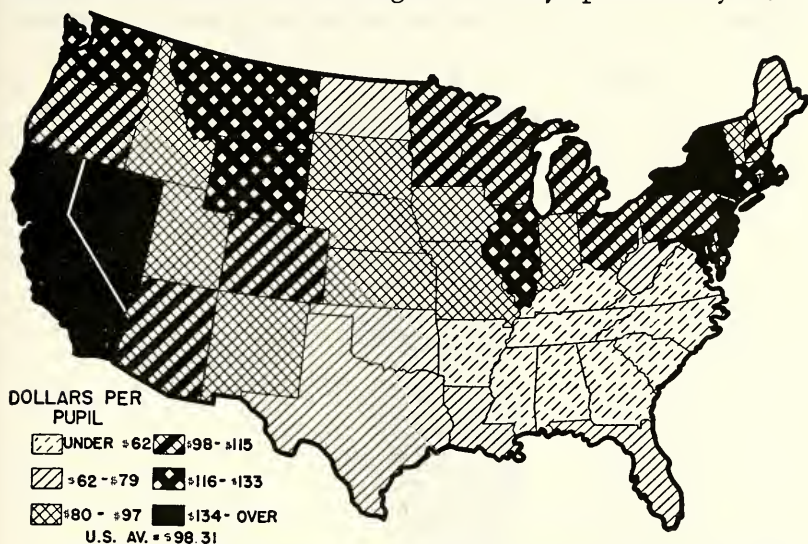 DOLLARS PER
PUPIL
UNDER $62 $98-$115
$62-$79 $116-$133
$80-$97 $134-OVER
U.S. AV. = $98.31